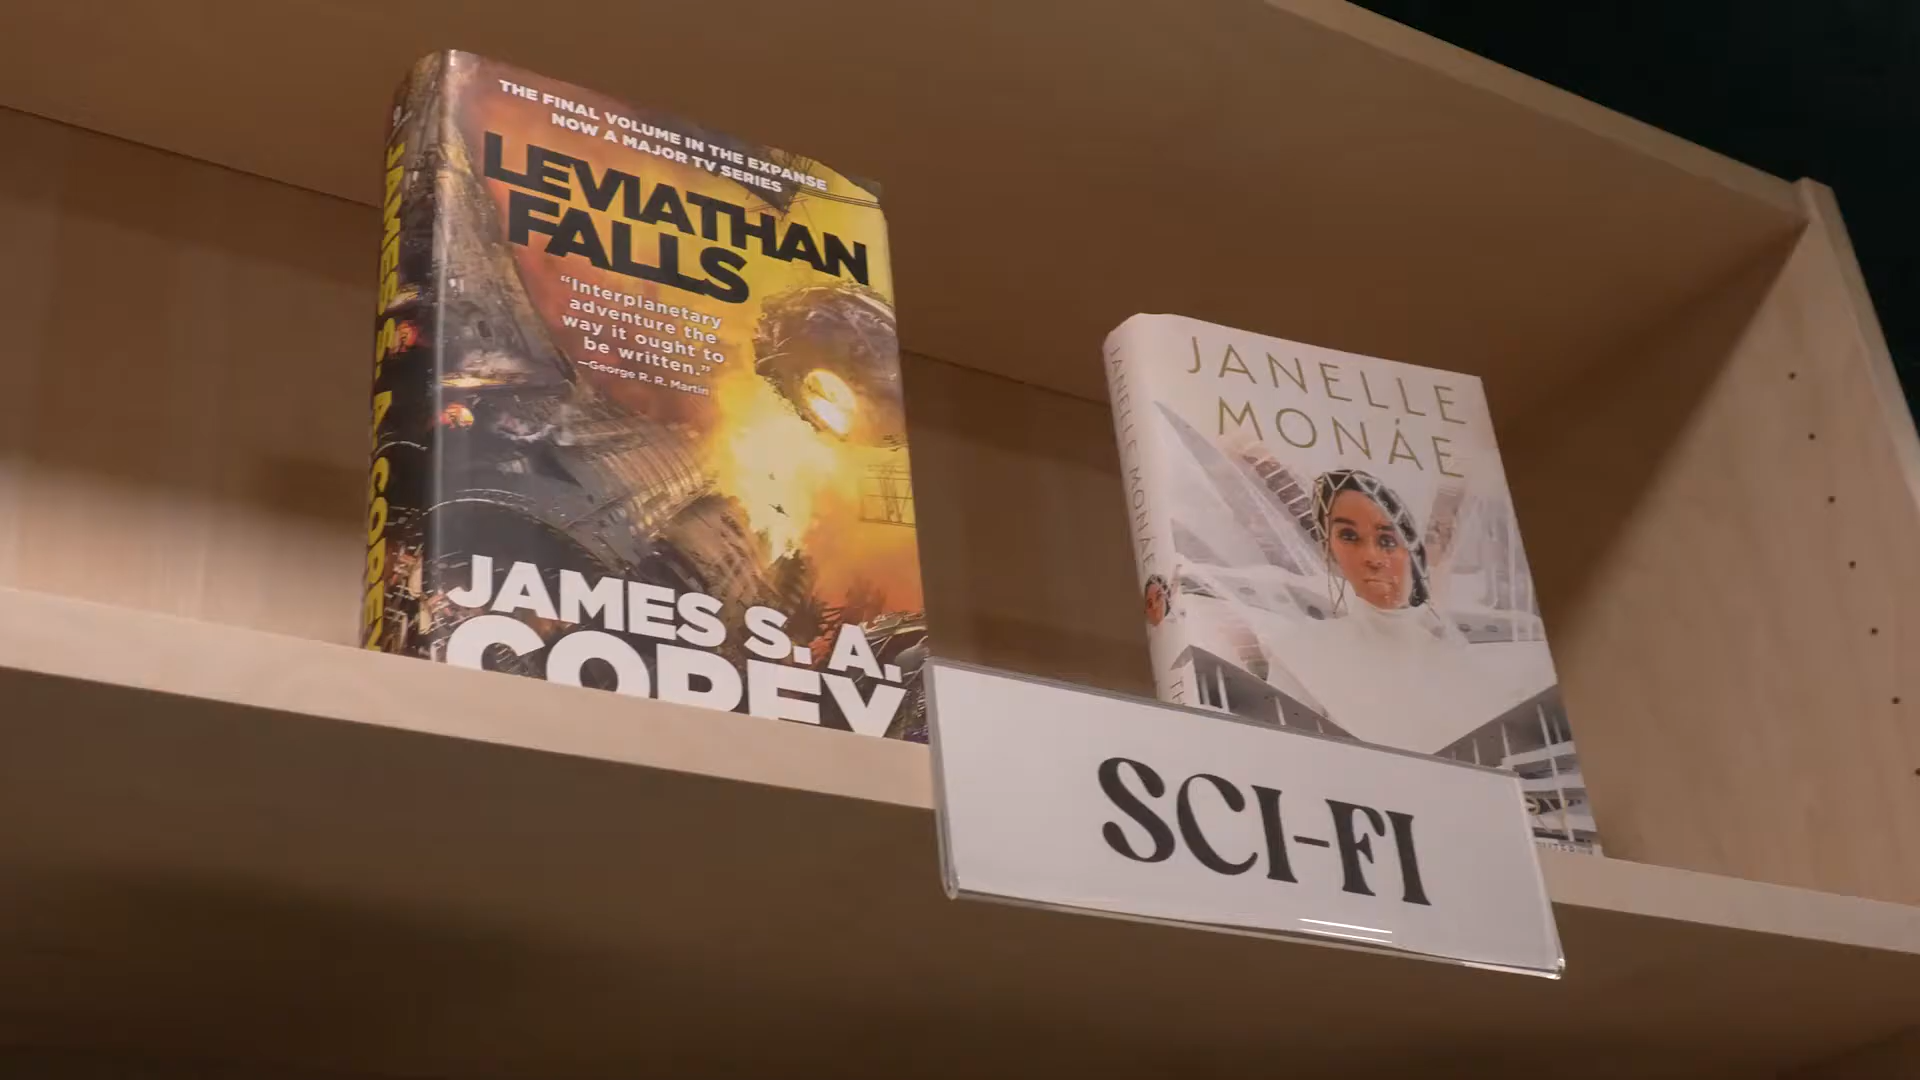 THE FINAL VOLUME IN THE EXPANSE
NOW A MAJOR TV SERIES
LEVIATHAN
FALLS
“Interplanetary
adventure the
way it ought to
be written.”
—George R. R. Martin
JAMES S. A.
COREY
JAMES S. A. COREY
JANELLE
MONÁE
JANELLE MONÁE
SCI-FI